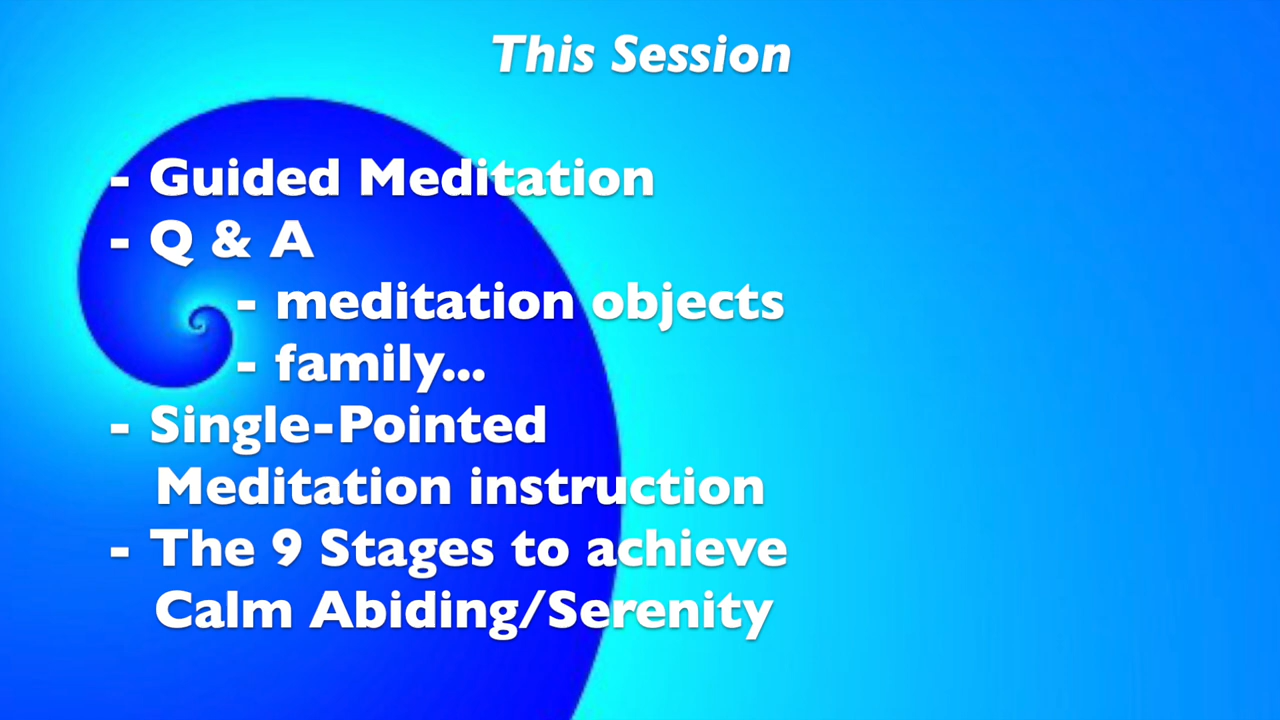 This Session
- Guided Meditation
- Q & A
- meditation objects
- family...
- Single-Pointed
Meditation instruction
- The 9 Stages to achieve
Calm Abiding/Serenity